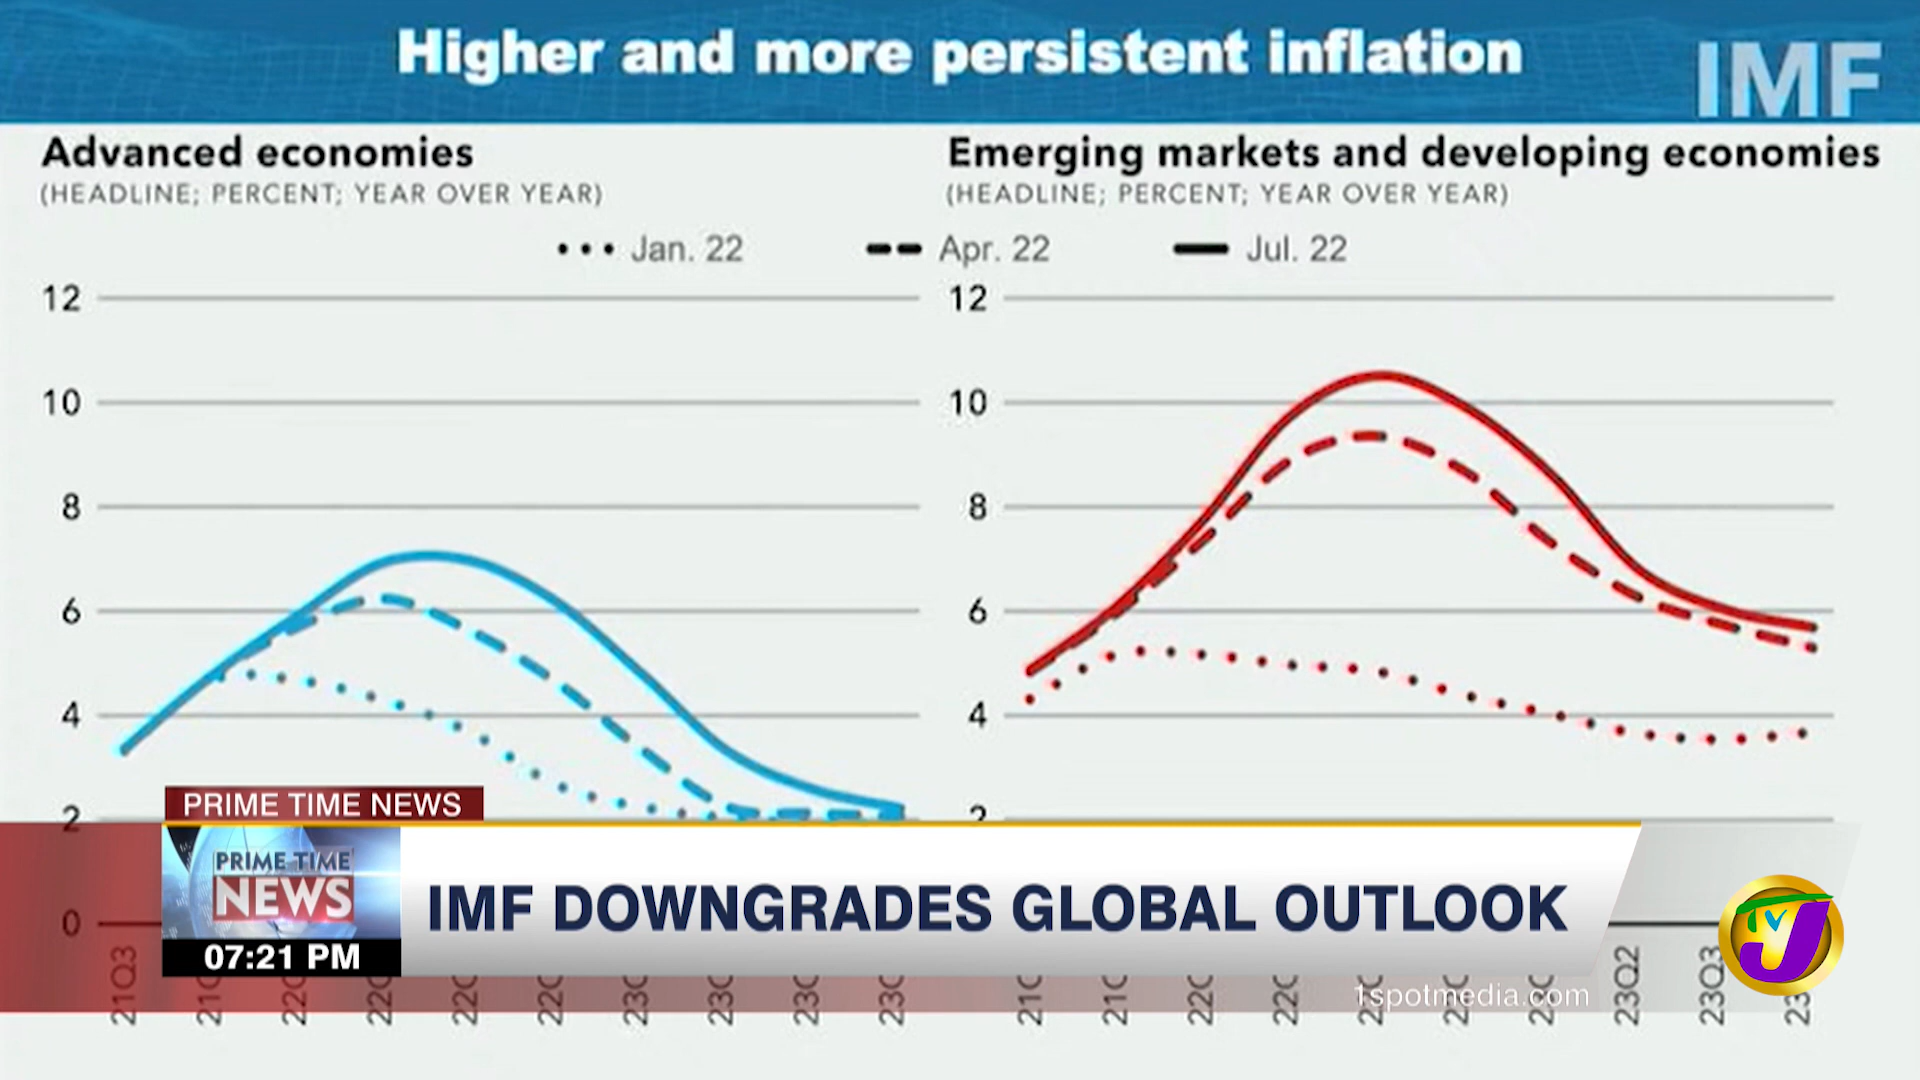 Higher and more persistent inflation
IMF
Advanced economies
(HEADLINE; PERCENT; YEAR OVER YEAR)
Emerging markets and developing economies
(HEADLINE; PERCENT; YEAR OVER YEAR)
Jan. 22
Apr. 22
Jul. 22
12
10
8
6
4
2
0
12
10
8
6
4
2
PRIME TIME NEWS
PRIME TIME
NEWS
07:21 PM
IMF DOWNGRADES GLOBAL OUTLOOK
TVJ
1spotmedia.com
21Q3
23Q2
23Q3